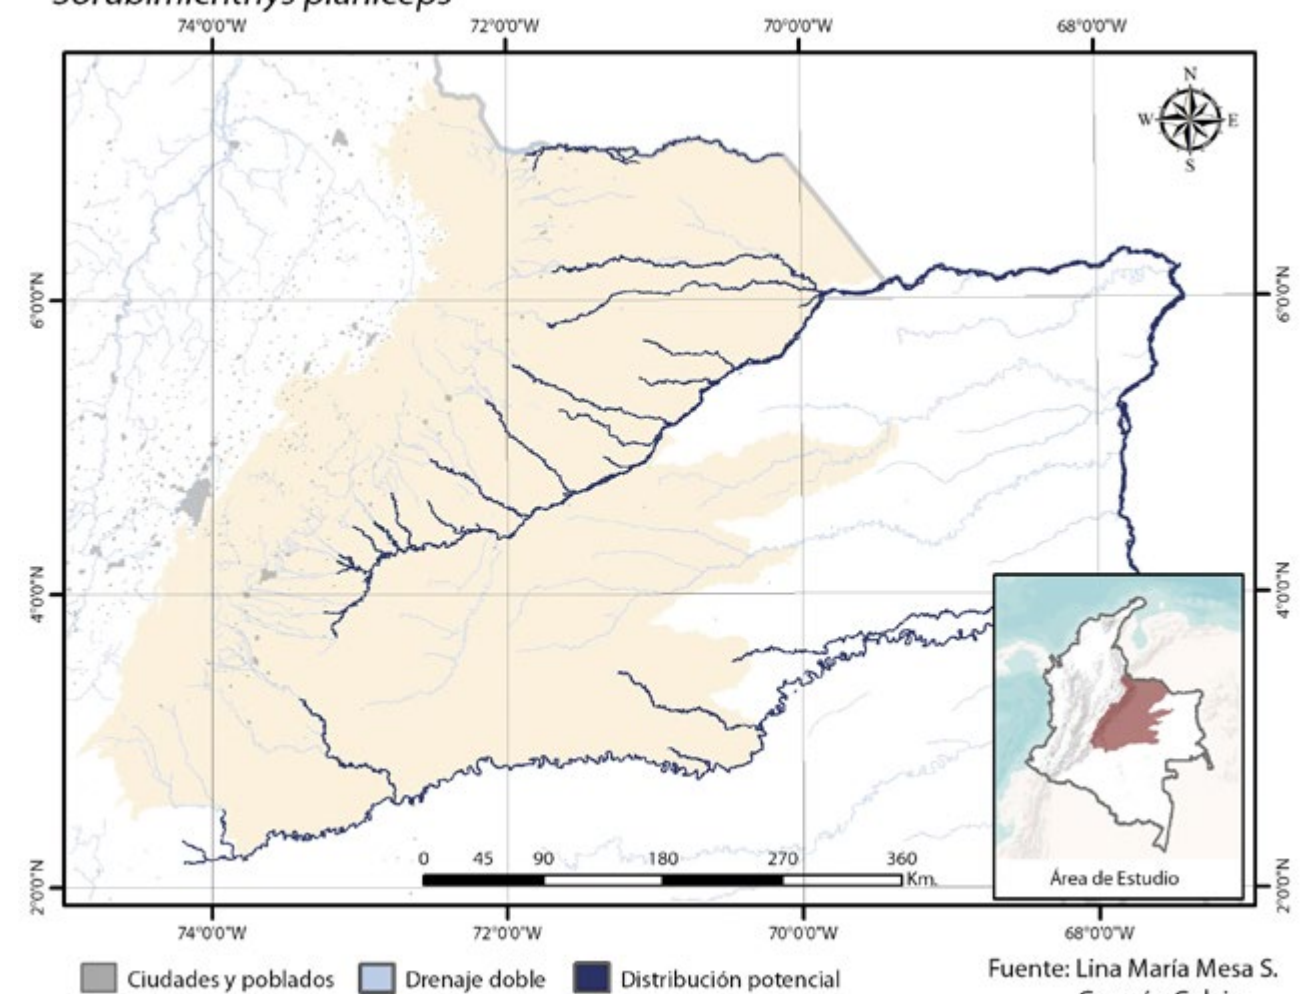 Sorubimichthys planiceps
74°0'0"W 72°0'0"W 70°0'0"W 68°0'0"W
N
W E
S
6°0'0"N 6°0'0"N
4°0'0"N 4°0'0"N
2°0'0"N 2°0'0"N
0 45 90 180 270 360
Km.
Área de Estudio
74°0'0"W 72°0'0"W 70°0'0"W 68°0'0"W
Ciudades y poblados Drenaje doble Distribución potencial
Fuente: Lina María Mesa S.